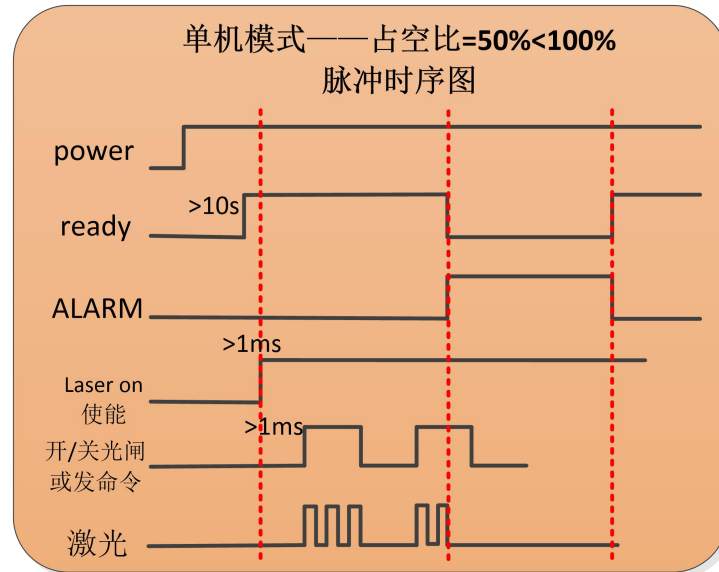 单机模式——占空比=50%<100%
脉冲时序图
power
>10s
ready
ALARM
>1ms
Laser on
使能
>1ms
开/关光闸
或发命令
激光